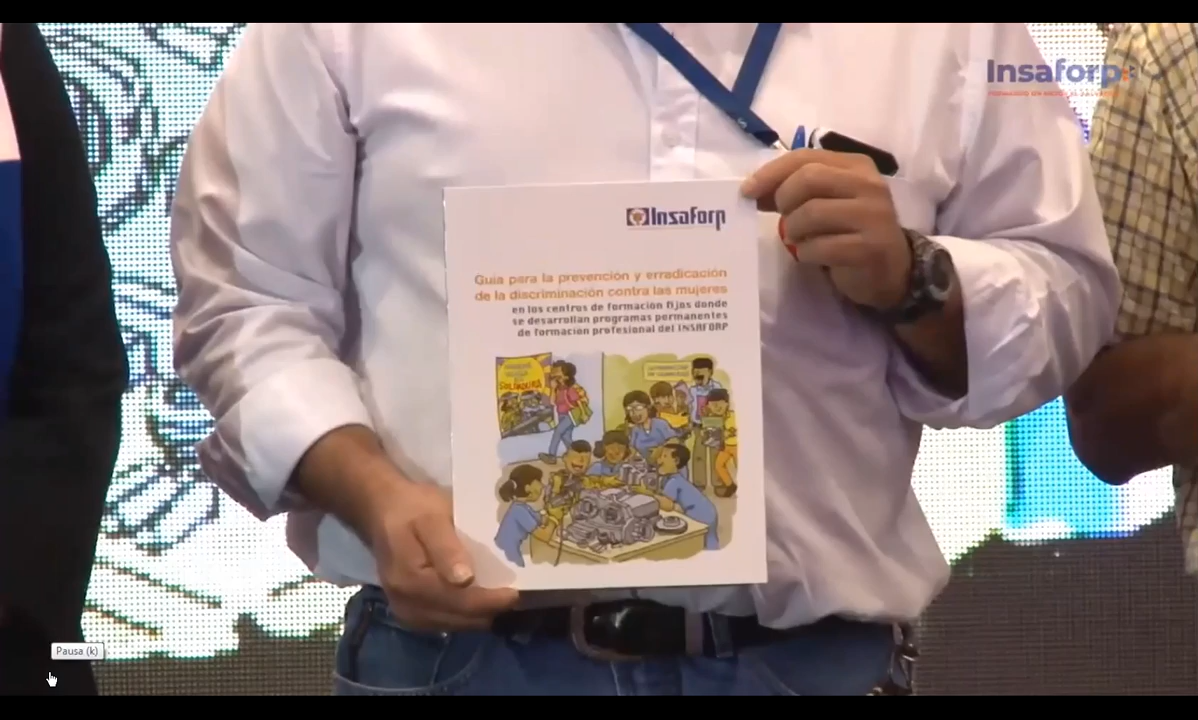 Insaforp
Insaforp
Guía para la prevención y erradicación
de la discriminación contra las mujeres
en los centros de formación fijos donde
se desarrollan programas permanentes
de formación profesional del INSAFORP
SOLDADURA
Pausa (k)